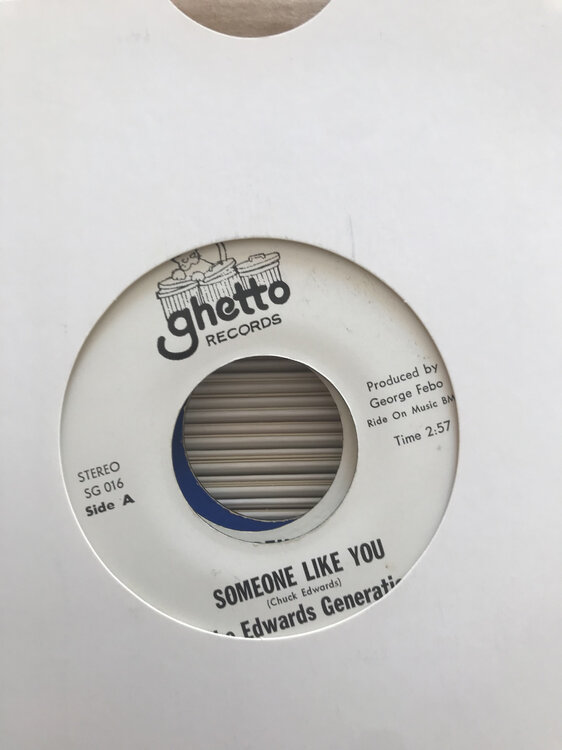 ghetto
RECORDS
Produced by
George Febo
Ride On Music
Time 2:57
STEREO
SG 016
Side A
SOMEONE LIKE YOU
(Chuck Edwards)
Edwards